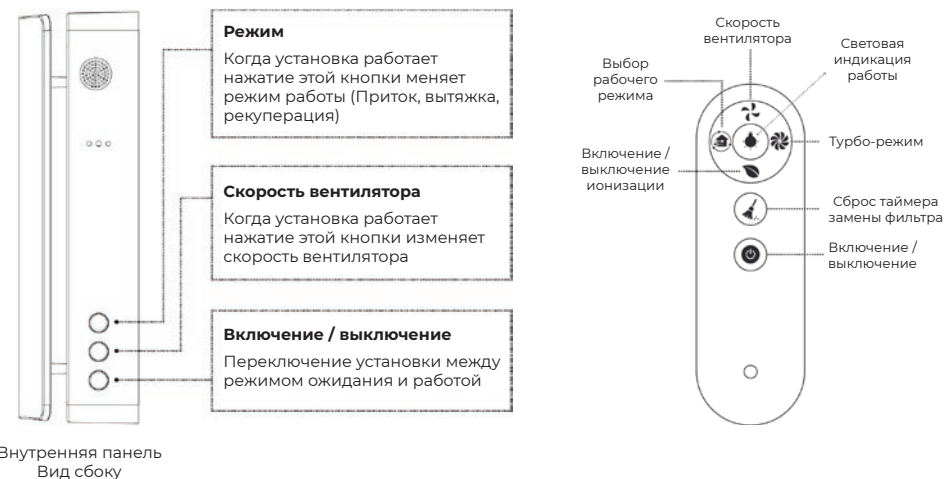 Режим
Когда установка работает
нажатие этой кнопки меняет
режим работы (Приток, вытяжка,
рекуперация)
Скорость вентилятора
Когда установка работает
нажатие этой кнопки изменяет
скорость вентилятора
Включение / выключение
Переключение установки между
режимом ожидания и работой
Внутренняя панель
Вид сбоку
Скорость
вентилятора
Световая
индикация
работы
Выбор
рабочего
режима
Турбо-режим
Включение /
выключение
ионизации
Сброс таймера
замены фильтра
Включение /
выключение